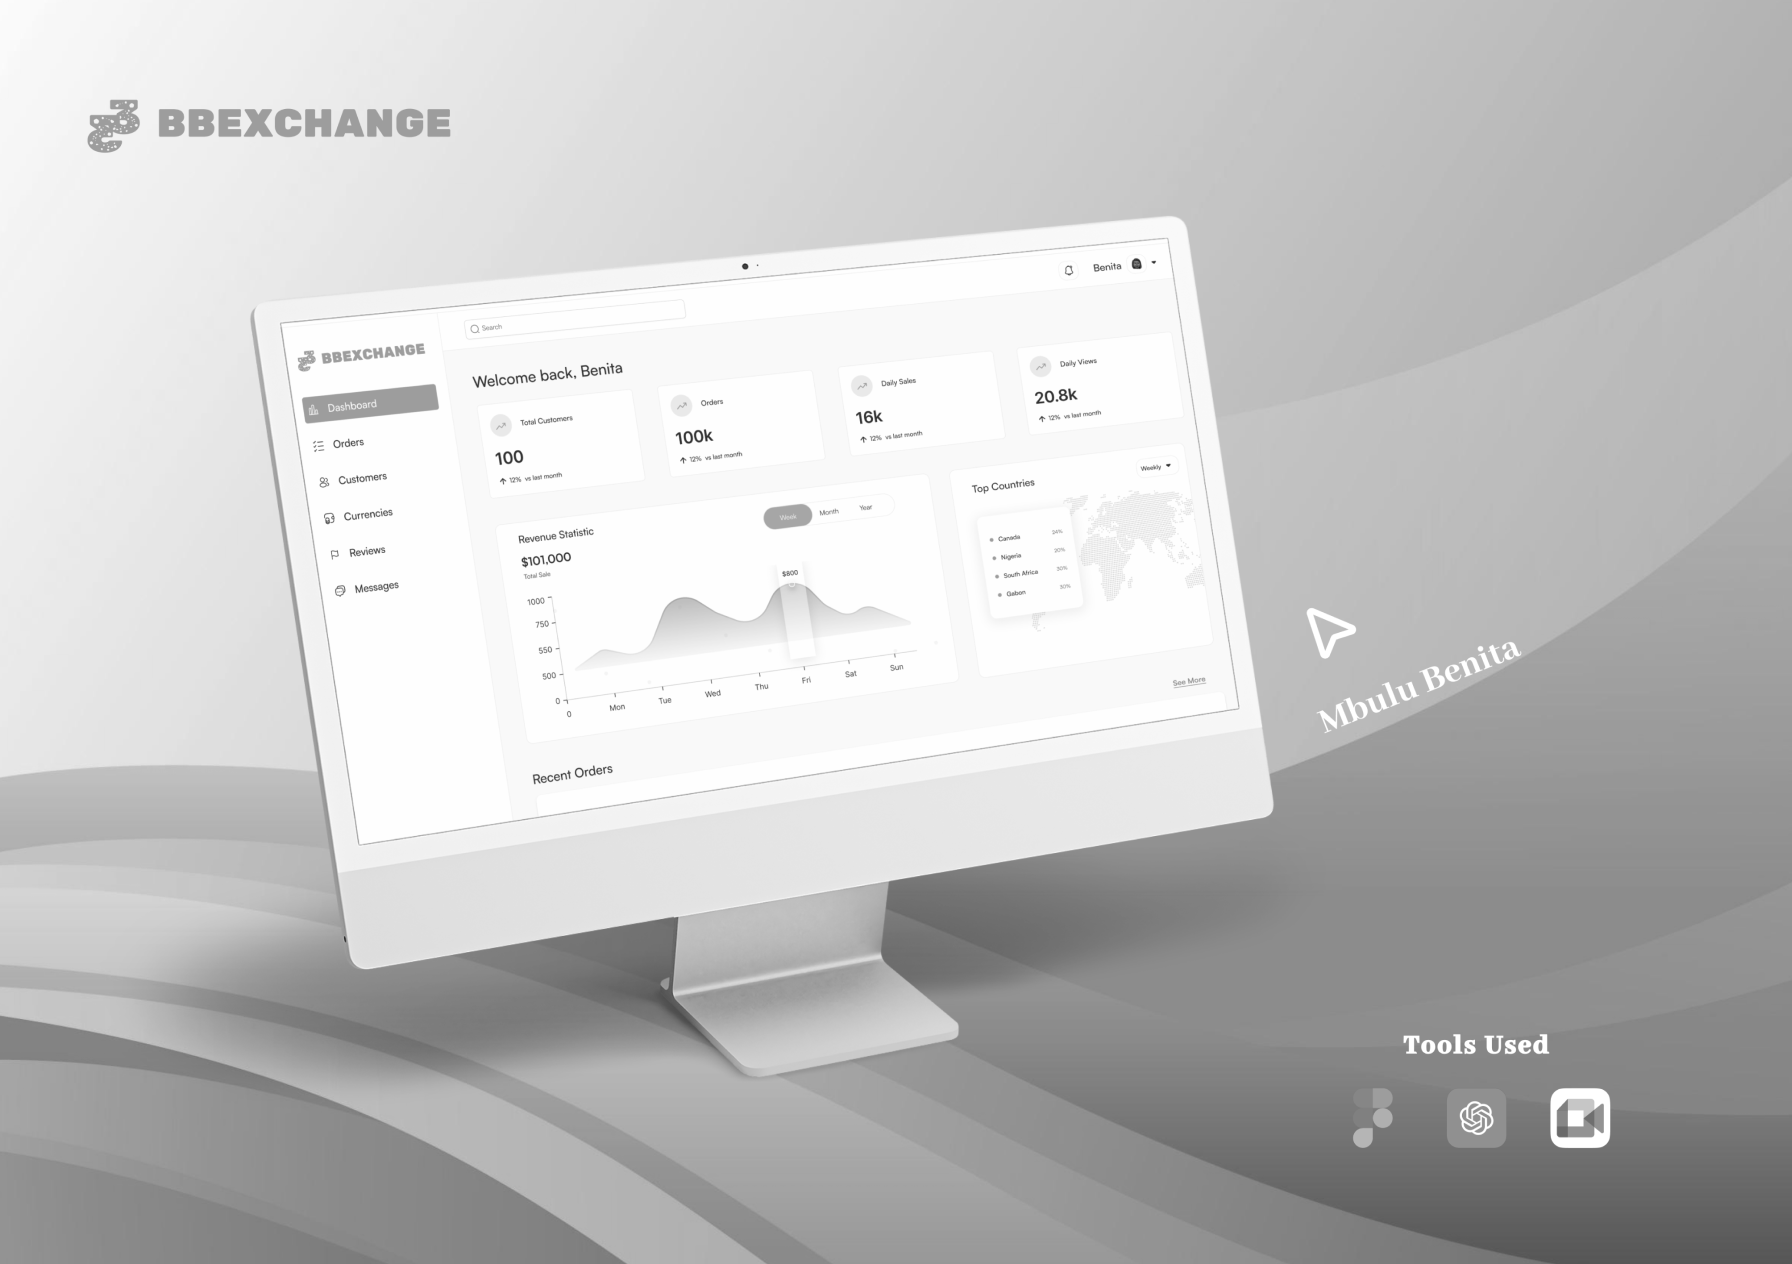 BBEXCHANGE
Benita
Search
BBEXCHANGE
Welcome back, Benita
Dashboard
Orders
Customers
Currencies
Reviews
Messages
Total Customers
100
12% vs last month
Orders
100k
12% vs last month
Daily Sales
16k
12% vs last month
Daily Views
20.8k
12% vs last month
Revenue Statistic
$101,000
Total Sale
Week Month Year
$800
1000
750
550
500
0
0 Mon Tue Wed Thu Fri Sat Sun
Top Countries
Weekly
Canada 34%
Nigeria 30%
South Africa 30%
Gabon 30%
See More
Recent Orders
Mbulu Benita
Tools Used